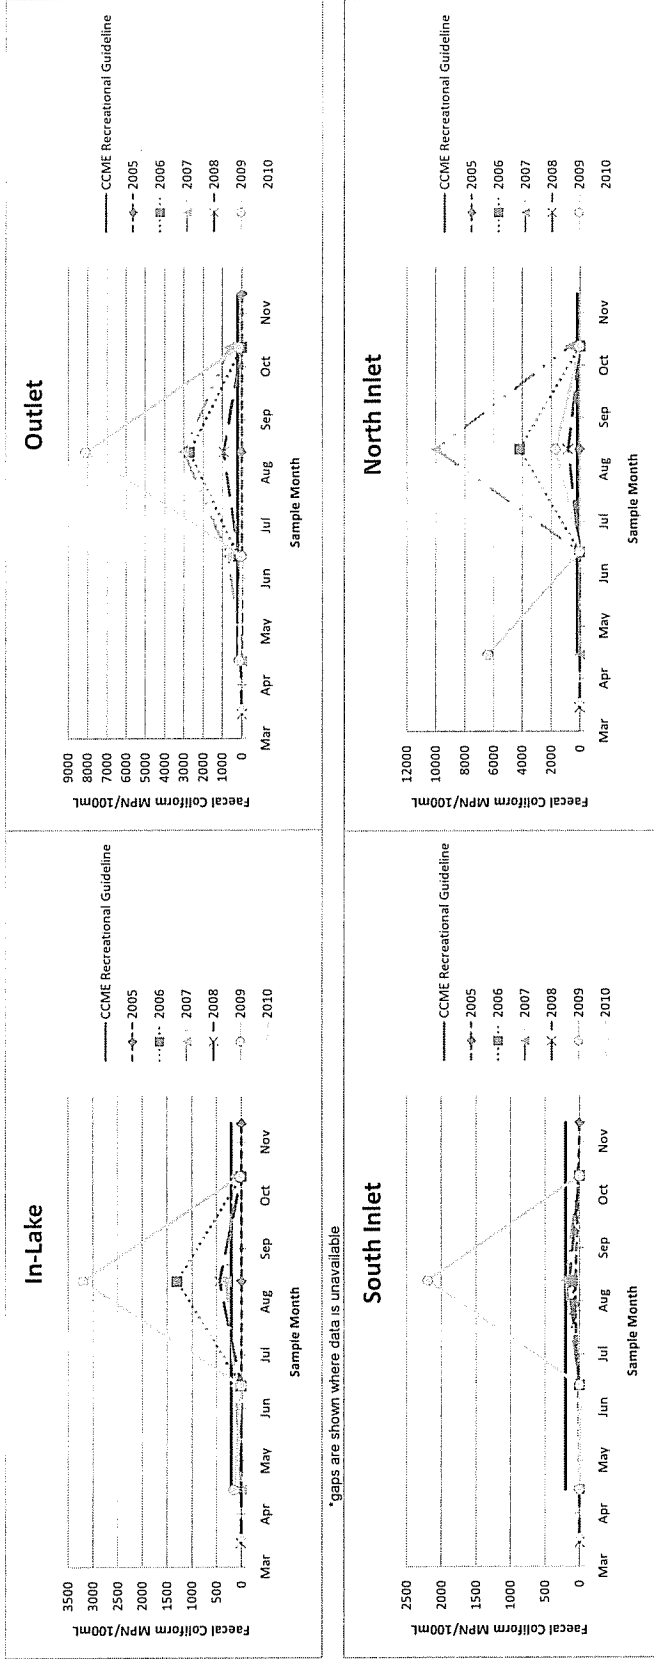 In-Lake
Faecal Coliform MPN/100mL
3500
3000
2500
2000
1500
1000
500
0
Mar Apr May Jun Jul Aug Sep Oct Nov
Sample Month
CCME Recreational Guideline
2005
2006
2007
2008
2009
2010
Outlet
Faecal Coliform MPN/100mL
9000
8000
7000
6000
5000
4000
3000
2000
1000
0
Mar Apr May Jun Jul Aug Sep Oct Nov
Sample Month
CCME Recreational Guideline
2005
2006
2007
2008
2009
2010
*gaps are shown where data is unavailable
South Inlet
Faecal Coliform MPN/100mL
2500
2000
1500
1000
500
0
Mar Apr May Jun Jul Aug Sep Oct Nov
Sample Month
CCME Recreational Guideline
2005
2006
2007
2008
2009
2010
North Inlet
Faecal Coliform MPN/100mL
12000
10000
8000
6000
4000
2000
0
Mar Apr May Jun Jul Aug Sep Oct Nov
Sample Month
CCME Recreational Guideline
2005
2006
2007
2008
2009
2010